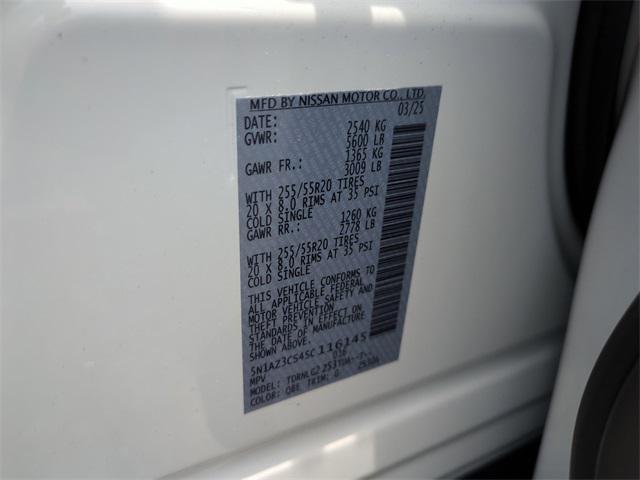 MFD BY NISSAN MOTOR CO., LTD.
DATE: 03/25
GVWR: 2540 KG
5600 LB
GAWR FR.: 1365 KG
3009 LB
WITH 255/55R20 TIRES
20 X 8.0 RIMS AT 35 PSI
COLD SINGLE
GAWR RR.: 1260 KG
2778 LB
WITH 255/55R20 TIRES
20 X 8.0 RIMS AT 35 PSI
COLD SINGLE
THIS VEHICLE CONFORMS TO
ALL APPLICABLE FEDERAL
MOTOR VEHICLE SAFETY AND
THEFT PREVENTION
STANDARDS IN EFFECT ON
THE DATE OF MANUFACTURE
SHOWN ABOVE.
5N1AZ3CS4SC116145
MPV 036
MODEL:
COLOR: QBE TRIM: G